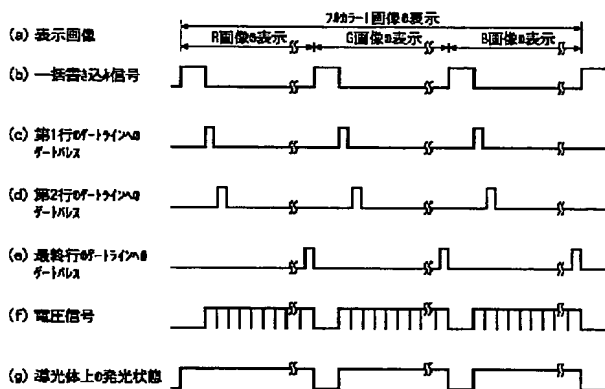 フルカラー1画像の表示
(a) 表示画像
R画像の表示
G画像の表示
B画像の表示
(b) 一括書き込み信号
(c) 第1行のゲートラインへの
ゲートパルス
(d) 第2行のゲートラインへの
ゲートパルス
(e) 最終行のゲートラインへの
ゲートパルス
(f) 電圧信号
(g) 導光体上の発光状態